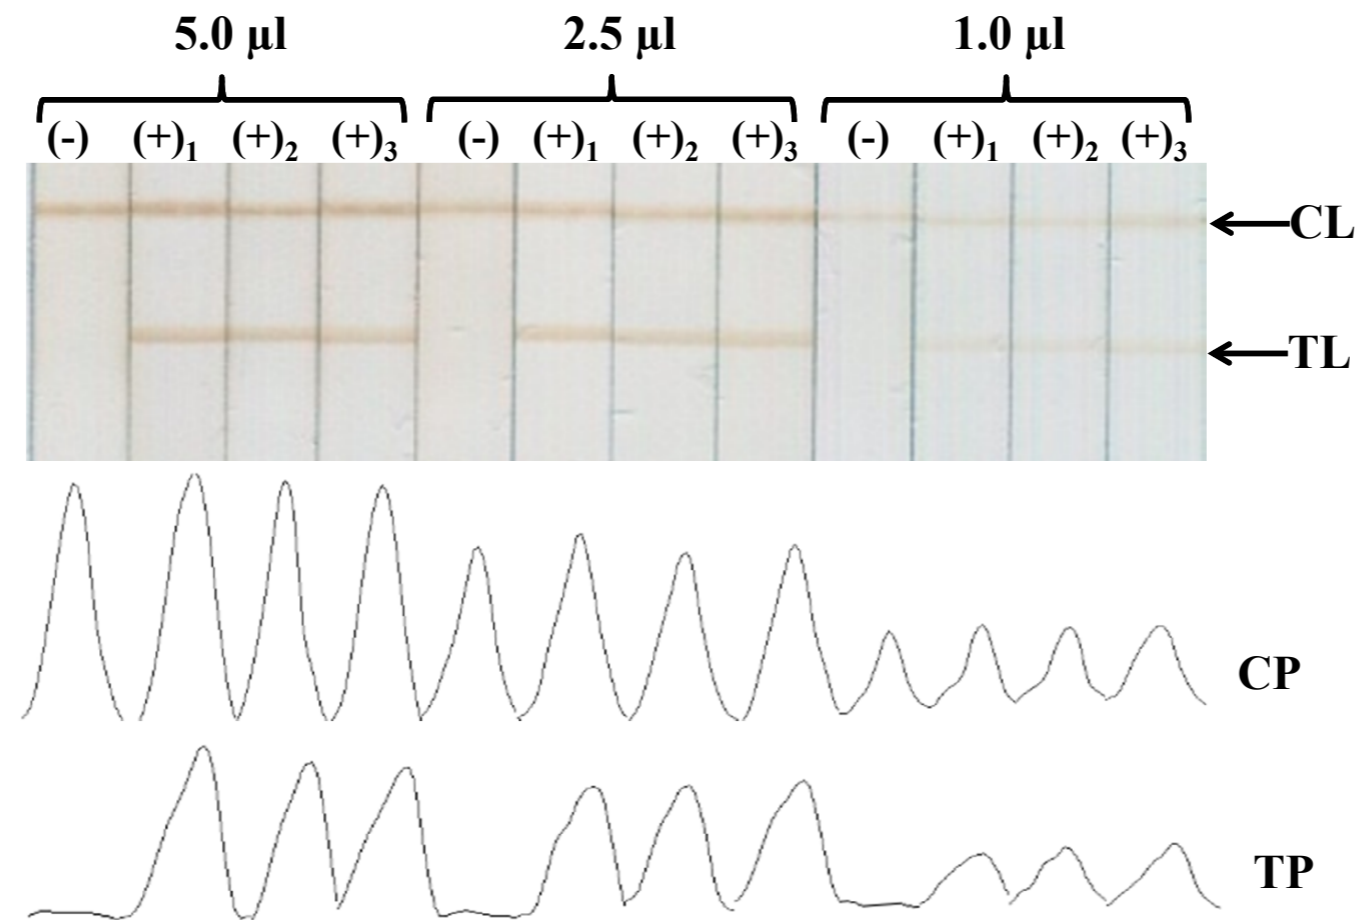 5.0 µl 2.5 µl 1.0 µl
(-) (+)₁ (+)₂ (+)₃ (-) (+)₁ (+)₂ (+)₃ (-) (+)₁ (+)₂ (+)₃
CL
TL
CP
TP